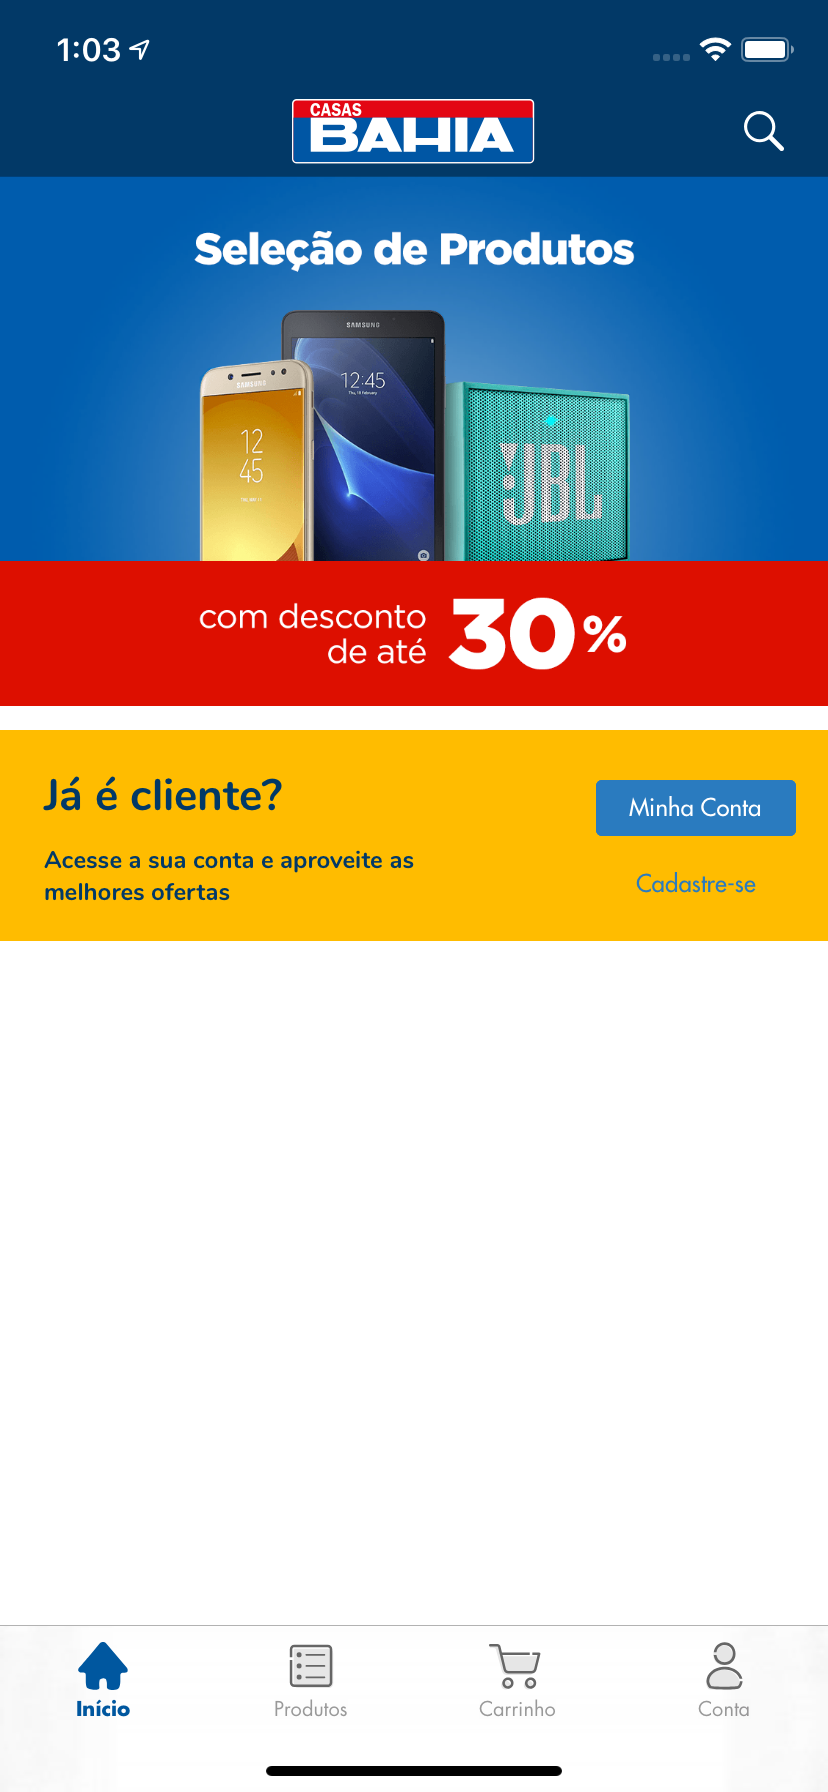 1:03
CASAS
BAHIA
Seleção de Produtos
SAMSUNG
12:45
SAMSUNG
12
45
JBL
com desconto
de até
30%
Já é cliente?
Minha Conta
Acesse a sua conta e aproveite as
melhores ofertas
Cadastre-se
Início
Produtos
Carrinho
Conta